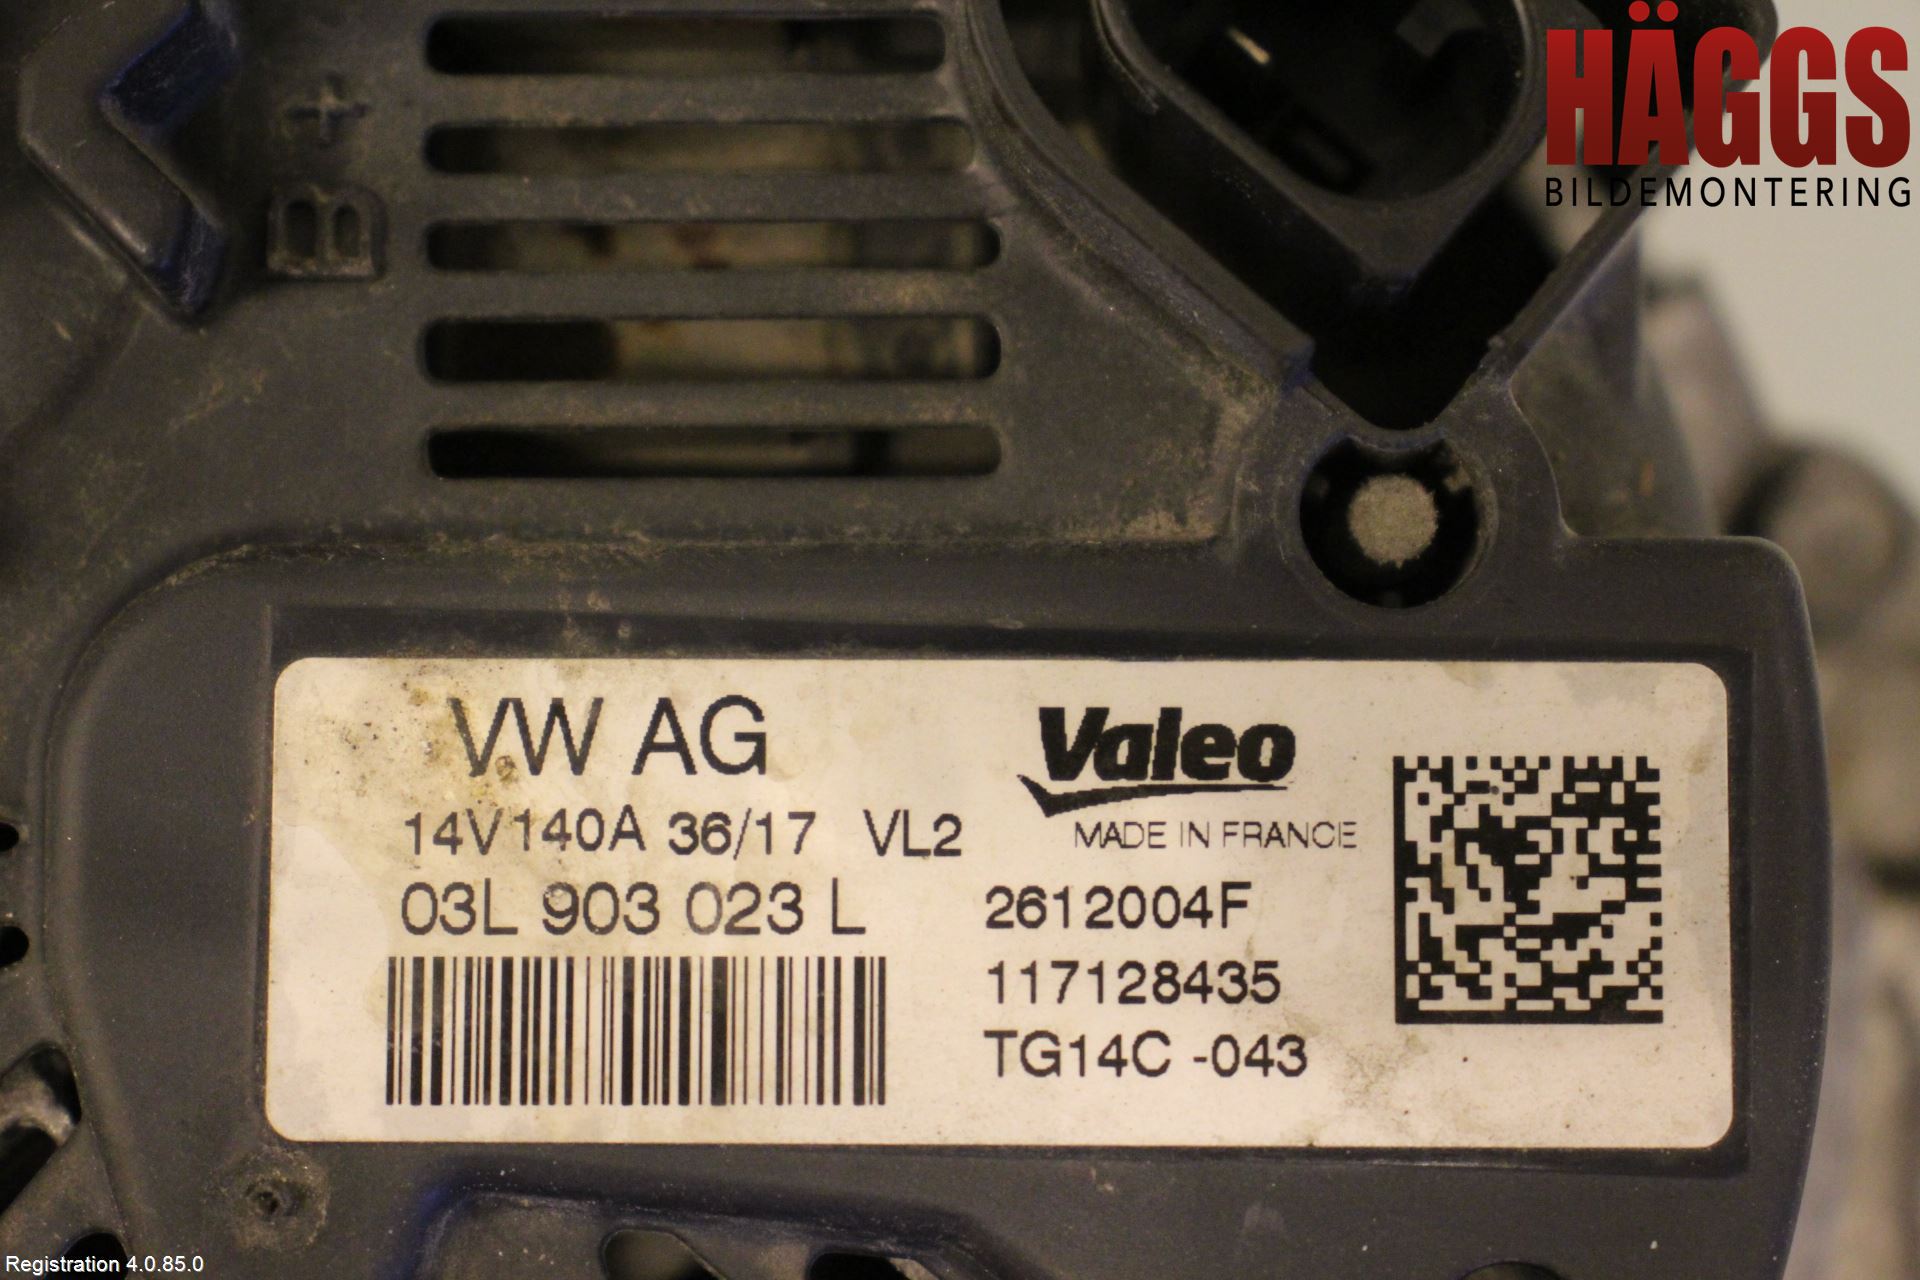 HÄGGS
BILDEMONTERING
B+
VW AG
14V140A 36/17 VL2
03L 903 023 L
Valeo
MADE IN FRANCE
2612004F
117128435
TG14C -043
Registration 4.0.85.0